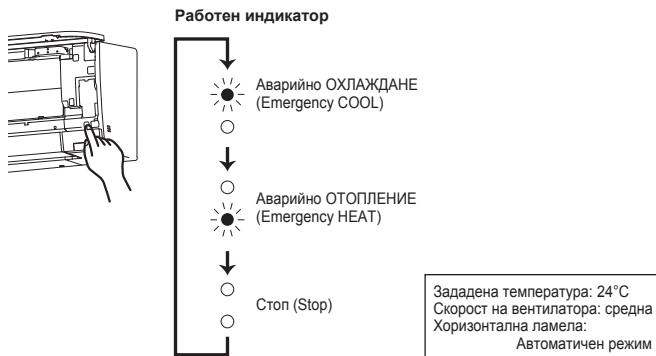 Работен индикатор
Аварийно ОХЛАЖДАНЕ
(Emergency COOL)
Аварийно ОТОПЛЕНИЕ
(Emergency HEAT)
Стоп (Stop)
Зададена температура: 24°C
Скорост на вентилатора: средна
Хоризонтална ламела:
Автоматичен режим